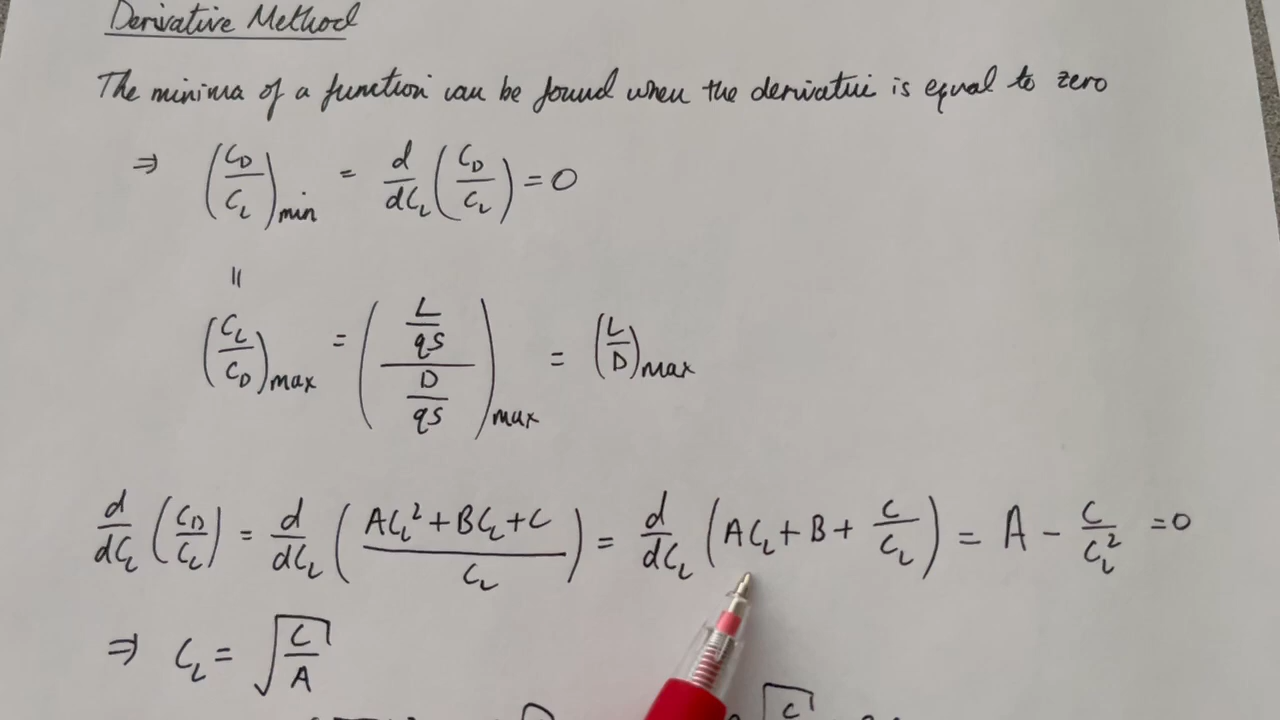 Derivative Method
The minima of a function can be found when the derivative is equal to zero
⇒ (C_D / C_L)_min = d/dC_L (C_D / C_L) = 0
=
(C_L / C_D)_max = ((L/qS) / (D/qS))_max = (L/D)_max
d/dC_L (C_D / C_L) = d/dC_L ((AC_L² + BC_L + C) / C_L) = d/dC_L (AC_L + B + C/C_L) = A - C/C_L² = 0
⇒ C_L = √(C/A)